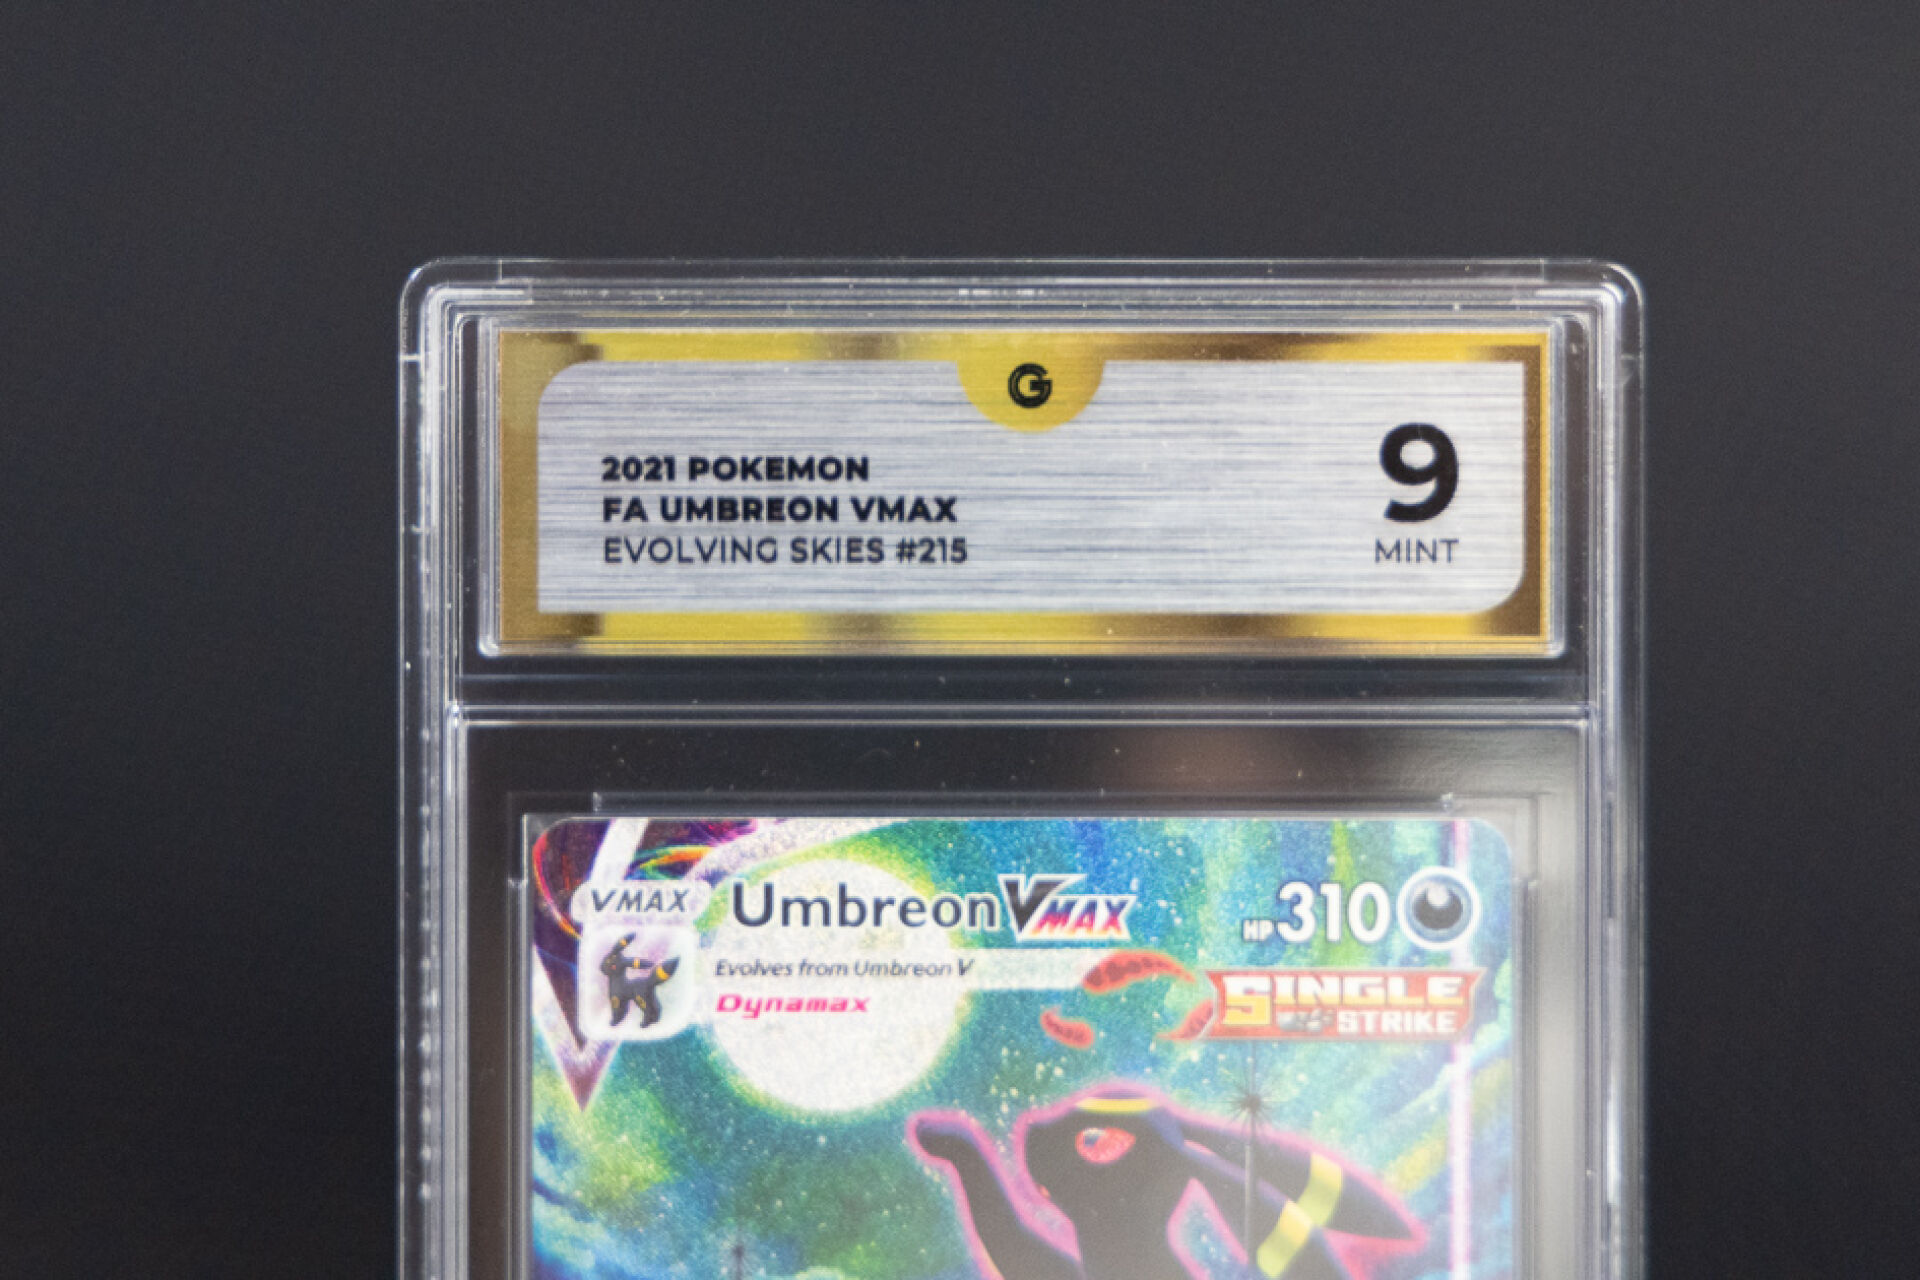 G
2021 POKEMON
FA UMBREON VMAX
EVOLVING SKIES #215
9
MINT
VMAX
Umbreon VMAX
HP 310
Evolves from Umbreon V
Dynamax
SINGLE
STRIKE